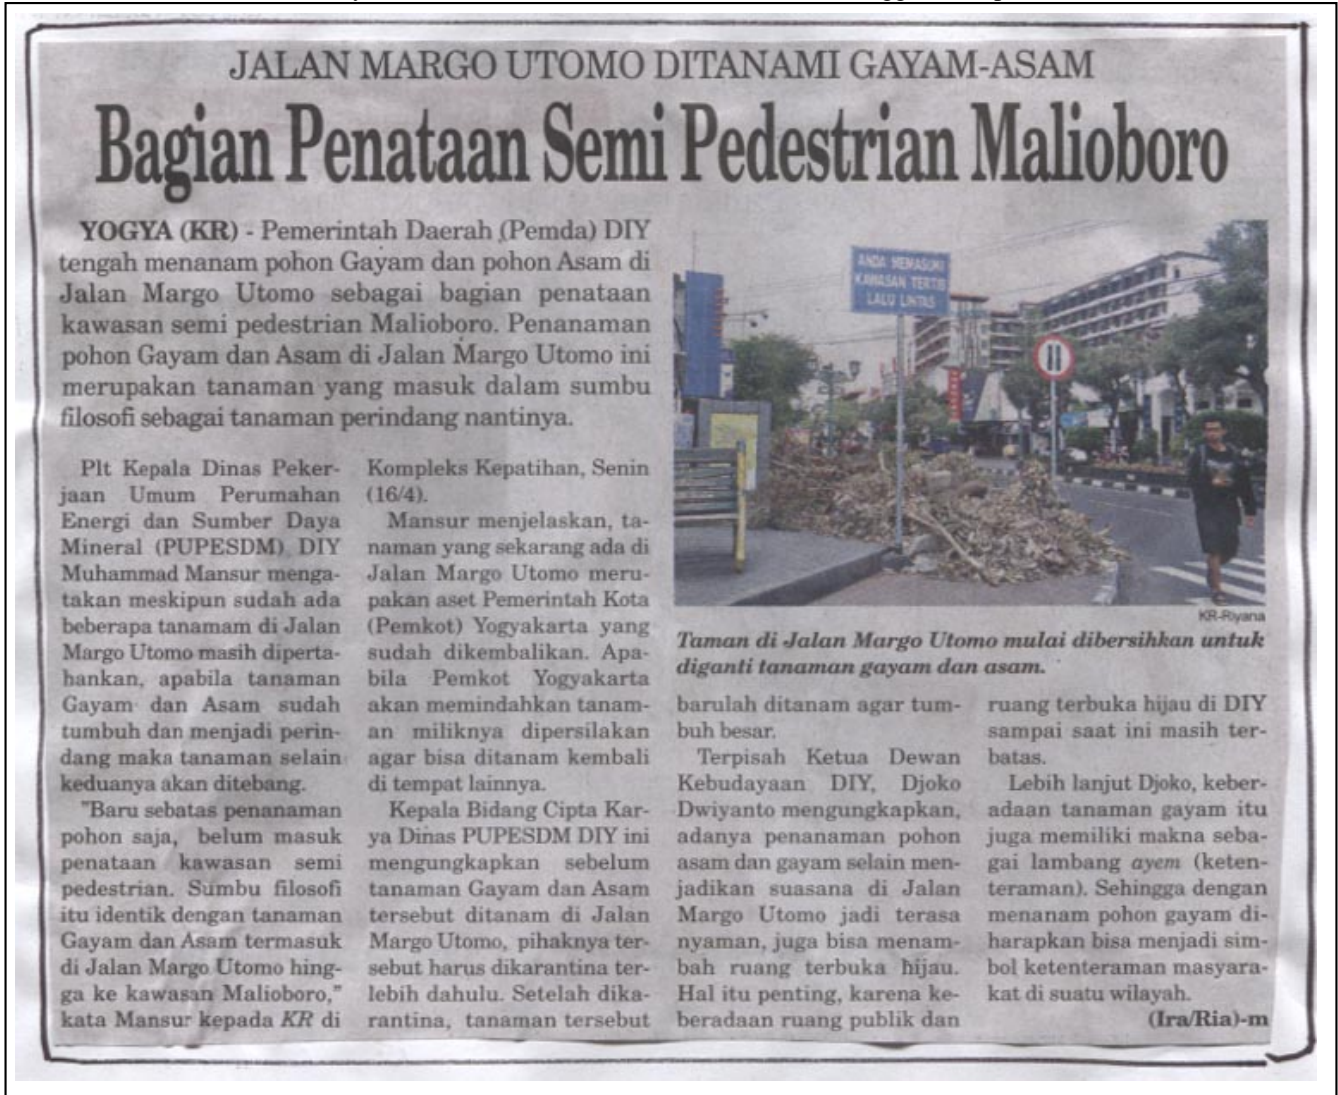 JALAN MARGO UTOMO DITANAMI GAYAM-ASAM
Bagian Penataan Semi Pedestrian Malioboro
YOGYA (KR) - Pemerintah Daerah (Pemda) DIY
tengah menanam pohon Gayam dan pohon Asam di
Jalan Margo Utomo sebagai bagian penataan
kawasan semi pedestrian Malioboro. Penanaman
pohon Gayam dan Asam di Jalan Margo Utomo ini
merupakan tanaman yang masuk dalam sumbu
filosofi sebagai tanaman perindang nantinya.
Plt Kepala Dinas Peker-
jaan Umum Perumahan
Energi dan Sumber Daya
Mineral (PUPESDM) DIY
Muhammad Mansur menga-
takan meskipun sudah ada
beberapa tanamam di Jalan
Margo Utomo masih diperta-
hankan, apabila tanaman
Gayam dan Asam sudah
tumbuh dan menjadi perin-
dang maka tanaman selain
keduanya akan ditebang.
"Baru sebatas penanaman
pohon saja, belum masuk
penataan kawasan semi
pedestrian. Sumbu filosofi
itu identik dengan tanaman
Gayam dan Asam termasuk
di Jalan Margo Utomo hing-
ga ke kawasan Malioboro,"
kata Mansur kepada KR di
Kompleks Kepatihan, Senin
(16/4).
Mansur menjelaskan, ta-
naman yang sekarang ada di
Jalan Margo Utomo meru-
pakan aset Pemerintah Kota
(Pemkot) Yogyakarta yang
sudah dikembalikan. Apa-
bila Pemkot Yogyakarta
akan memindahkan tanam-
an miliknya dipersilakan
agar bisa ditanam kembali
di tempat lainnya.
Kepala Bidang Cipta Kar-
ya Dinas PUPESDM DIY ini
mengungkapkan sebelum
tanaman Gayam dan Asam
tersebut ditanam di Jalan
Margo Utomo, pihaknya ter-
sebut harus dikarantina ter-
lebih dahulu. Setelah dika-
rantina, tanaman tersebut
ANDA MEMASUKI
KAWASAN TERTIB
LALU LINTAS
KR-Riyana
Taman di Jalan Margo Utomo mulai dibersihkan untuk
diganti tanaman gayam dan asam.
barulah ditanam agar tum-
buh besar.
Terpisah Ketua Dewan
Kebudayaan DIY, Djoko
Dwiyanto mengungkapkan,
adanya penanaman pohon
asam dan gayam selain men-
jadikan suasana di Jalan
Margo Utomo jadi terasa
nyaman, juga bisa menam-
bah ruang terbuka hijau.
Hal itu penting, karena ke-
beradaan ruang publik dan
ruang terbuka hijau di DIY
sampai saat ini masih ter-
batas.
Lebih lanjut Djoko, keber-
adaan tanaman gayam itu
juga memiliki makna seba-
gai lambang ayem (keten-
teraman). Sehingga dengan
menanam pohon gayam di-
harapkan bisa menjadi sim-
bol ketenteraman masyara-
kat di suatu wilayah.
(Ira/Ria)-m